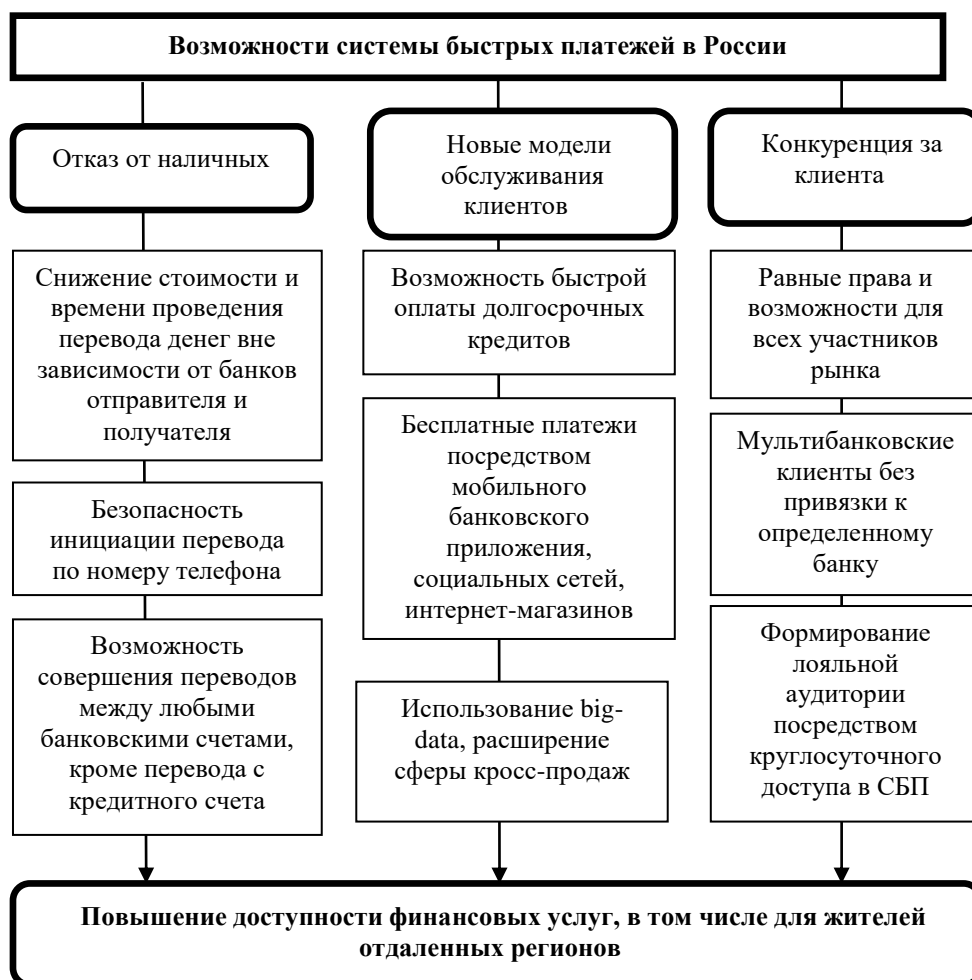 Возможности системы быстрых платежей в России
Отказ от наличных
Новые модели
обслуживания
клиентов
Конкуренция за
клиента
Снижение стоимости и
времени проведения
перевода денег вне
зависимости от банков
отправителя и
получателя
Безопасность
инициации перевода
по номеру телефона
Возможность
совершения переводов
между любыми
банковскими счетами,
кроме перевода с
кредитного счета
Возможность быстрой
оплаты долгосрочных
кредитов
Бесплатные платежи
посредством
мобильного
банковского
приложения,
социальных сетей,
интернет-магазинов
Использование big-
data, расширение
сферы кросс-продаж
Равные права и
возможности для
всех участников
рынка
Мультибанковские
клиенты без
привязки к
определенному
банку
Формирование
лояльной
аудитории
посредством
круглосуточного
доступа в СБП
Повышение доступности финансовых услуг, в том числе для жителей
отдаленных регионов